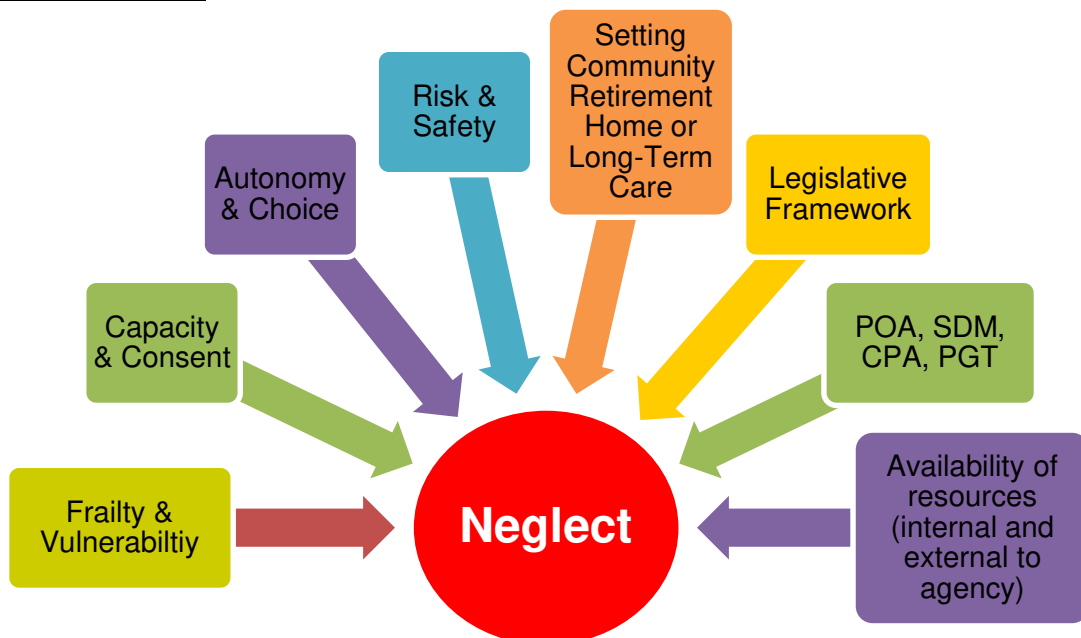 Frailty &
Vulnerabiltiy
Capacity
& Consent
Autonomy
& Choice
Risk &
Safety
Setting
Community
Retirement
Home or
Long-Term
Care
Legislative
Framework
POA, SDM,
CPA, PGT
Availability of
resources
(internal and
external to
agency)
Neglect